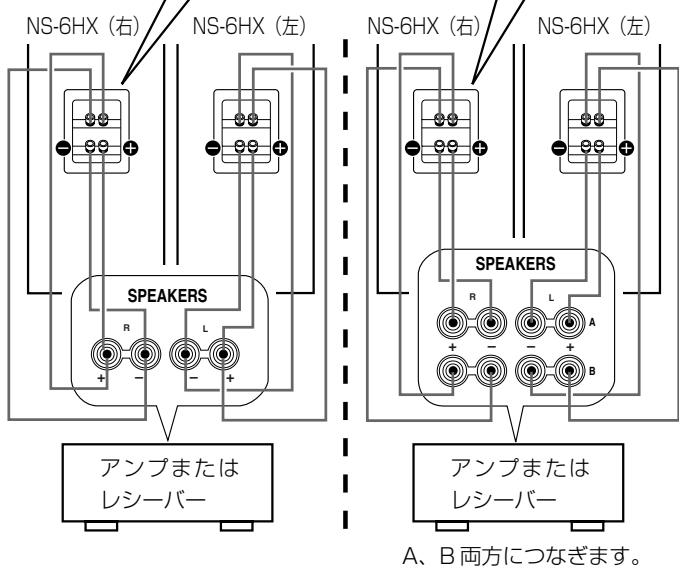 NS-6HX（右）
NS-6HX（左）
－
＋
－
＋
SPEAKERS
R
L
＋
－
－
＋
アンプまたは
レシーバー
NS-6HX（右）
NS-6HX（左）
－
＋
－
＋
SPEAKERS
R
L
A
＋
－
－
＋
B
アンプまたは
レシーバー
A、B 両方につなぎます。